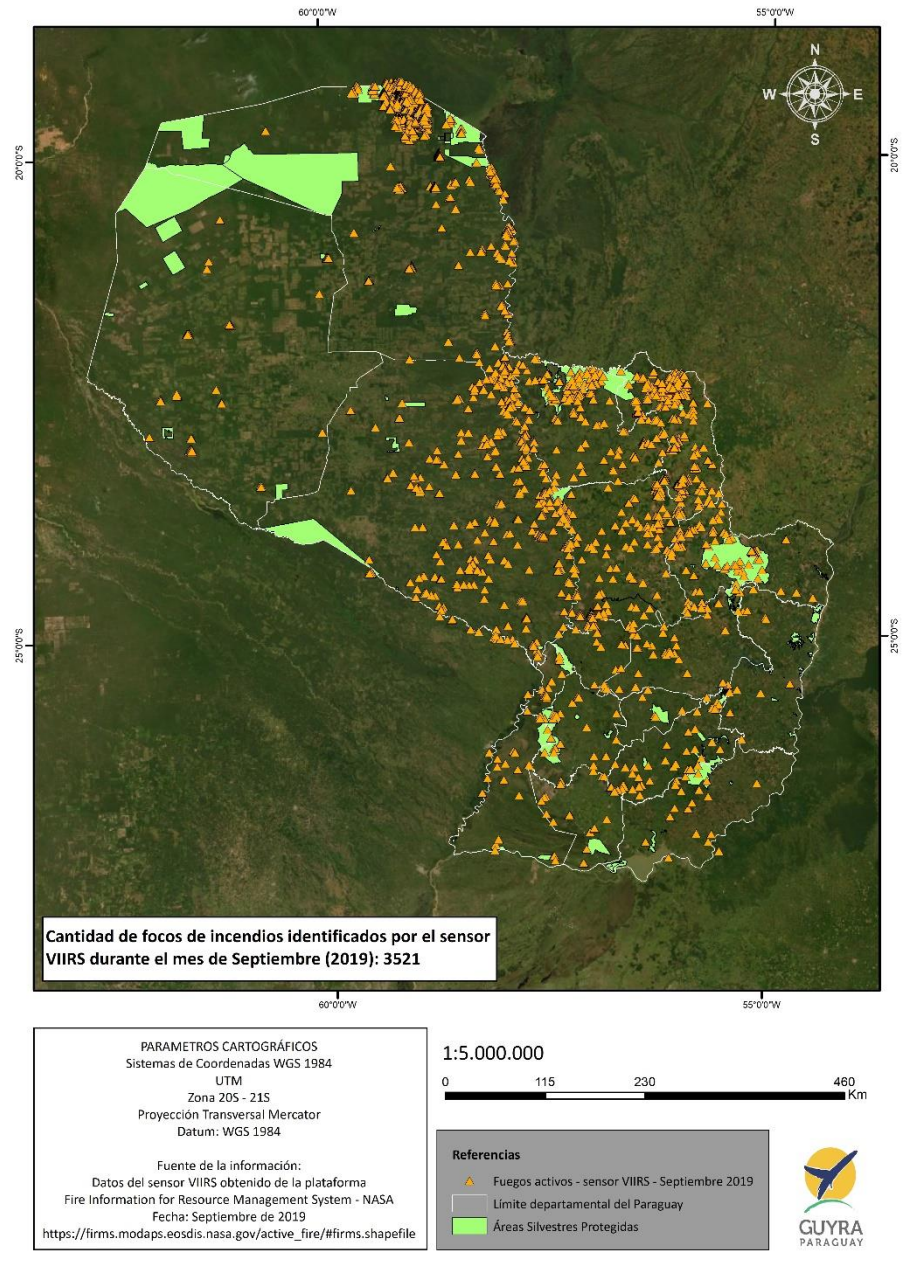 60°0'0"W
55°0'0"W
N
W
E
S
20°0'0"S
20°0'0"S
25°0'0"S
25°0'0"S
Cantidad de focos de incendios identificados por el sensor
VIIRS durante el mes de Septiembre (2019): 3521
60°0'0"W
55°0'0"W
PARAMETROS CARTOGRÁFICOS
Sistemas de Coordenadas WGS 1984
UTM
Zona 20S - 21S
Proyección Transversal Mercator
Datum: WGS 1984
Fuente de la información:
Datos del sensor VIIRS obtenido de la plataforma
Fire Information for Resource Management System - NASA
Fecha: Septiembre de 2019
https://firms.modaps.eosdis.nasa.gov/active_fire/#firms.shapefile
1:5.000.000
0 115 230 460
Km
Referencias
Fuegos activos - sensor VIIRS - Septiembre 2019
Límite departamental del Paraguay
Áreas Silvestres Protegidas
GUYRA
PARAGUAY